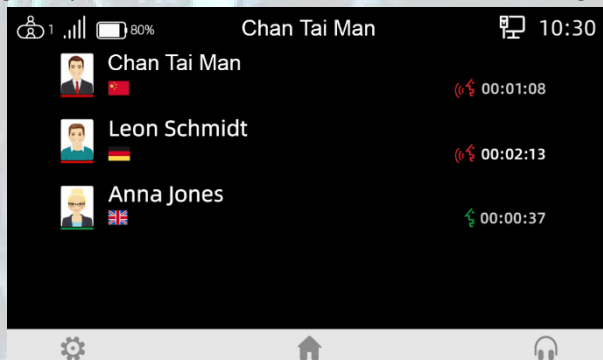 1 80% Chan Tai Man 10:30
Chan Tai Man
00:01:08
Leon Schmidt
00:02:13
Anna Jones
00:00:37